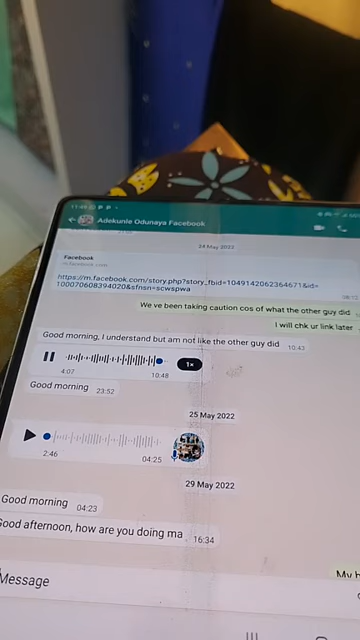 11:49
Adekunle Odunaya Facebook
24 May 2022
Facebook
m.facebook.com
https://m.facebook.com/story.php?story_fbid=1049142062364671&id=
100070608394020&sfnsn=scwspwa
We ve been taking caution cos of what the other guy did
I will chk ur link later
Good morning, I understand but am not like the other guy did 10:43
1×
4:07 10:48
Good morning 23:52
25 May 2022
2:46 04:25
29 May 2022
Good morning 04:23
Good afternoon, how are you doing ma 16:34
My
Message